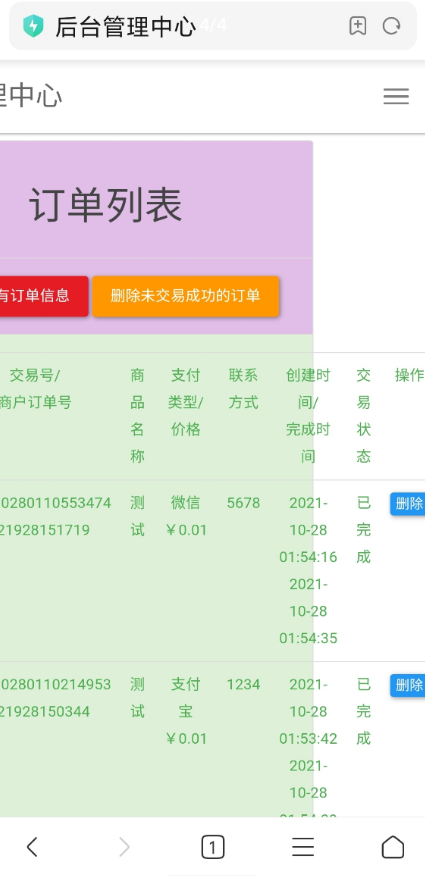 后台管理中心
4/4
理中心
订单列表
有订单信息
删除未交易成功的订单
交易号/
商户订单号
商
品
名
称
支付
类型/
价格
联系
方式
创建时
间/
完成时
间
交
易
状
态
操作
0280110553474
21928151719
测
试
微信
￥0.01
5678
2021-
10-28
01:54:16
2021-
10-28
01:54:35
已
完
成
删除
0280110214953
21928150344
测
试
支付
宝
￥0.01
1234
2021-
10-28
01:53:42
2021-
10-28
已
完
成
删除
1